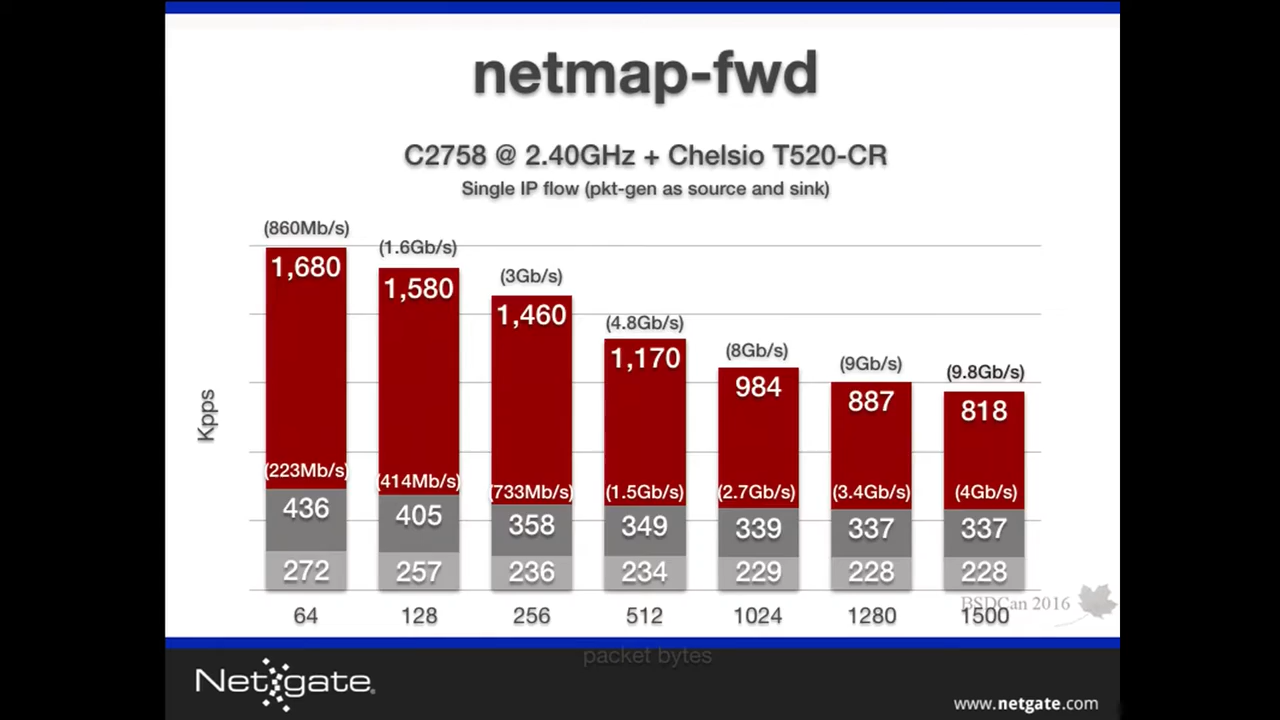 netmap-fwd
C2758 @ 2.40GHz + Chelsio T520-CR
Single IP flow (pkt-gen as source and sink)
(860Mb/s) (1.6Gb/s) (3Gb/s) (4.8Gb/s) (8Gb/s) (9Gb/s) (9.8Gb/s)
1,680 1,580 1,460 1,170 984 887 818
Kpps
(223Mb/s) (414Mb/s) (733Mb/s) (1.5Gb/s) (2.7Gb/s) (3.4Gb/s) (4Gb/s)
436 405 358 349 339 337 337
272 257 236 234 229 228 228
BSDCan 2016
64 128 256 512 1024 1280 1500
packet bytes
Netgate
www.netgate.com